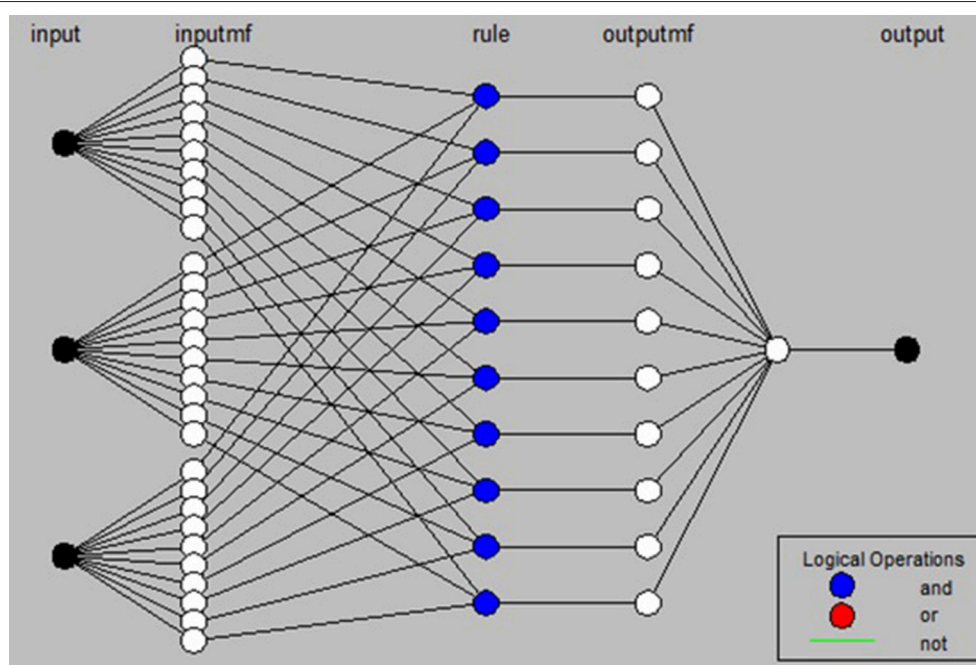 input inputmf rule outputmf output
Logical Operations
and
or
not